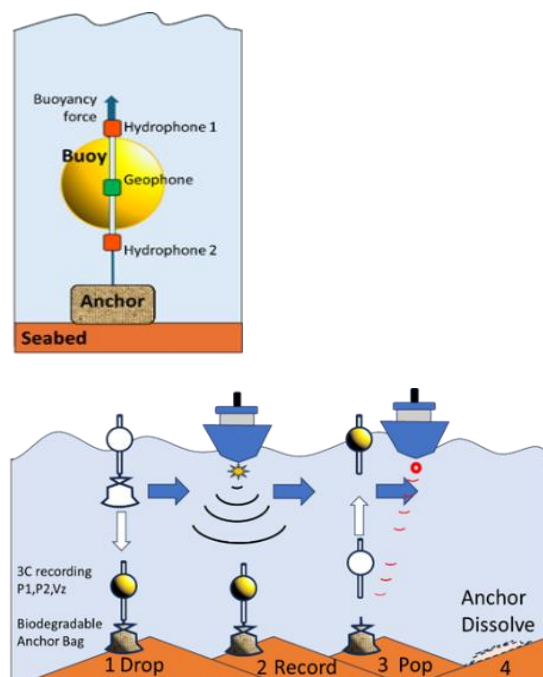 Buoyancy
force
Hydrophone 1
Buoy
Geophone
Hydrophone 2
Anchor
Seabed
3C recording
P1,P2,Vz
Biodegradable
Anchor Bag
Anchor
Dissolve
1 Drop
2 Record
3 Pop
4